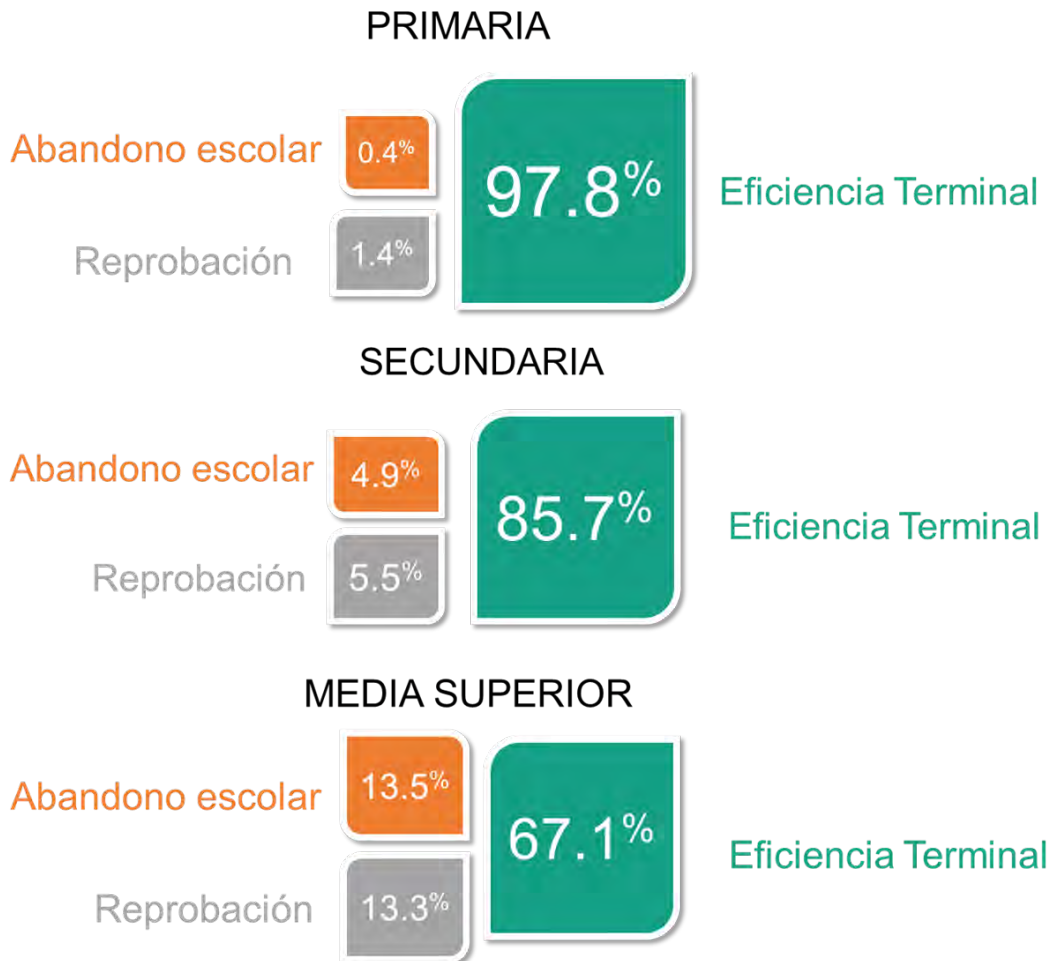 PRIMARIA
Abandono escolar
0.4%
97.8%
Eficiencia Terminal
Reprobación
1.4%
SECUNDARIA
Abandono escolar
4.9%
85.7%
Eficiencia Terminal
Reprobación
5.5%
MEDIA SUPERIOR
Abandono escolar
13.5%
67.1%
Eficiencia Terminal
Reprobación
13.3%